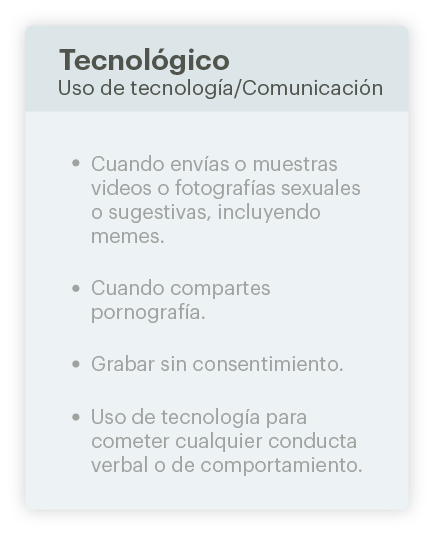 Tecnológico
Uso de tecnología/Comunicación
• Cuando envías o muestras
videos o fotografías sexuales
o sugestivas, incluyendo
memes.
• Cuando compartes
pornografía.
• Grabar sin consentimiento.
• Uso de tecnología para
cometer cualquier conducta
verbal o de comportamiento.